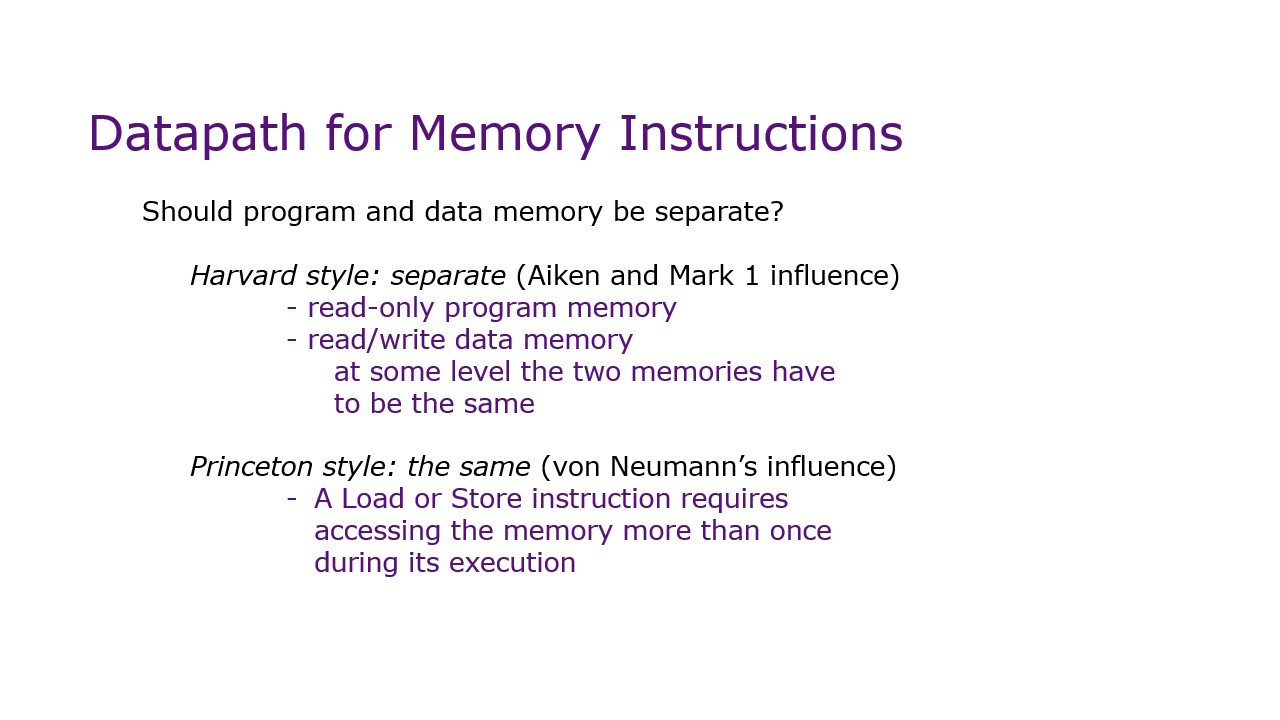 Datapath for Memory Instructions
Should program and data memory be separate?
Harvard style: separate (Aiken and Mark 1 influence)
- read-only program memory
- read/write data memory
at some level the two memories have
to be the same
Princeton style: the same (von Neumann’s influence)
- A Load or Store instruction requires
accessing the memory more than once
during its execution